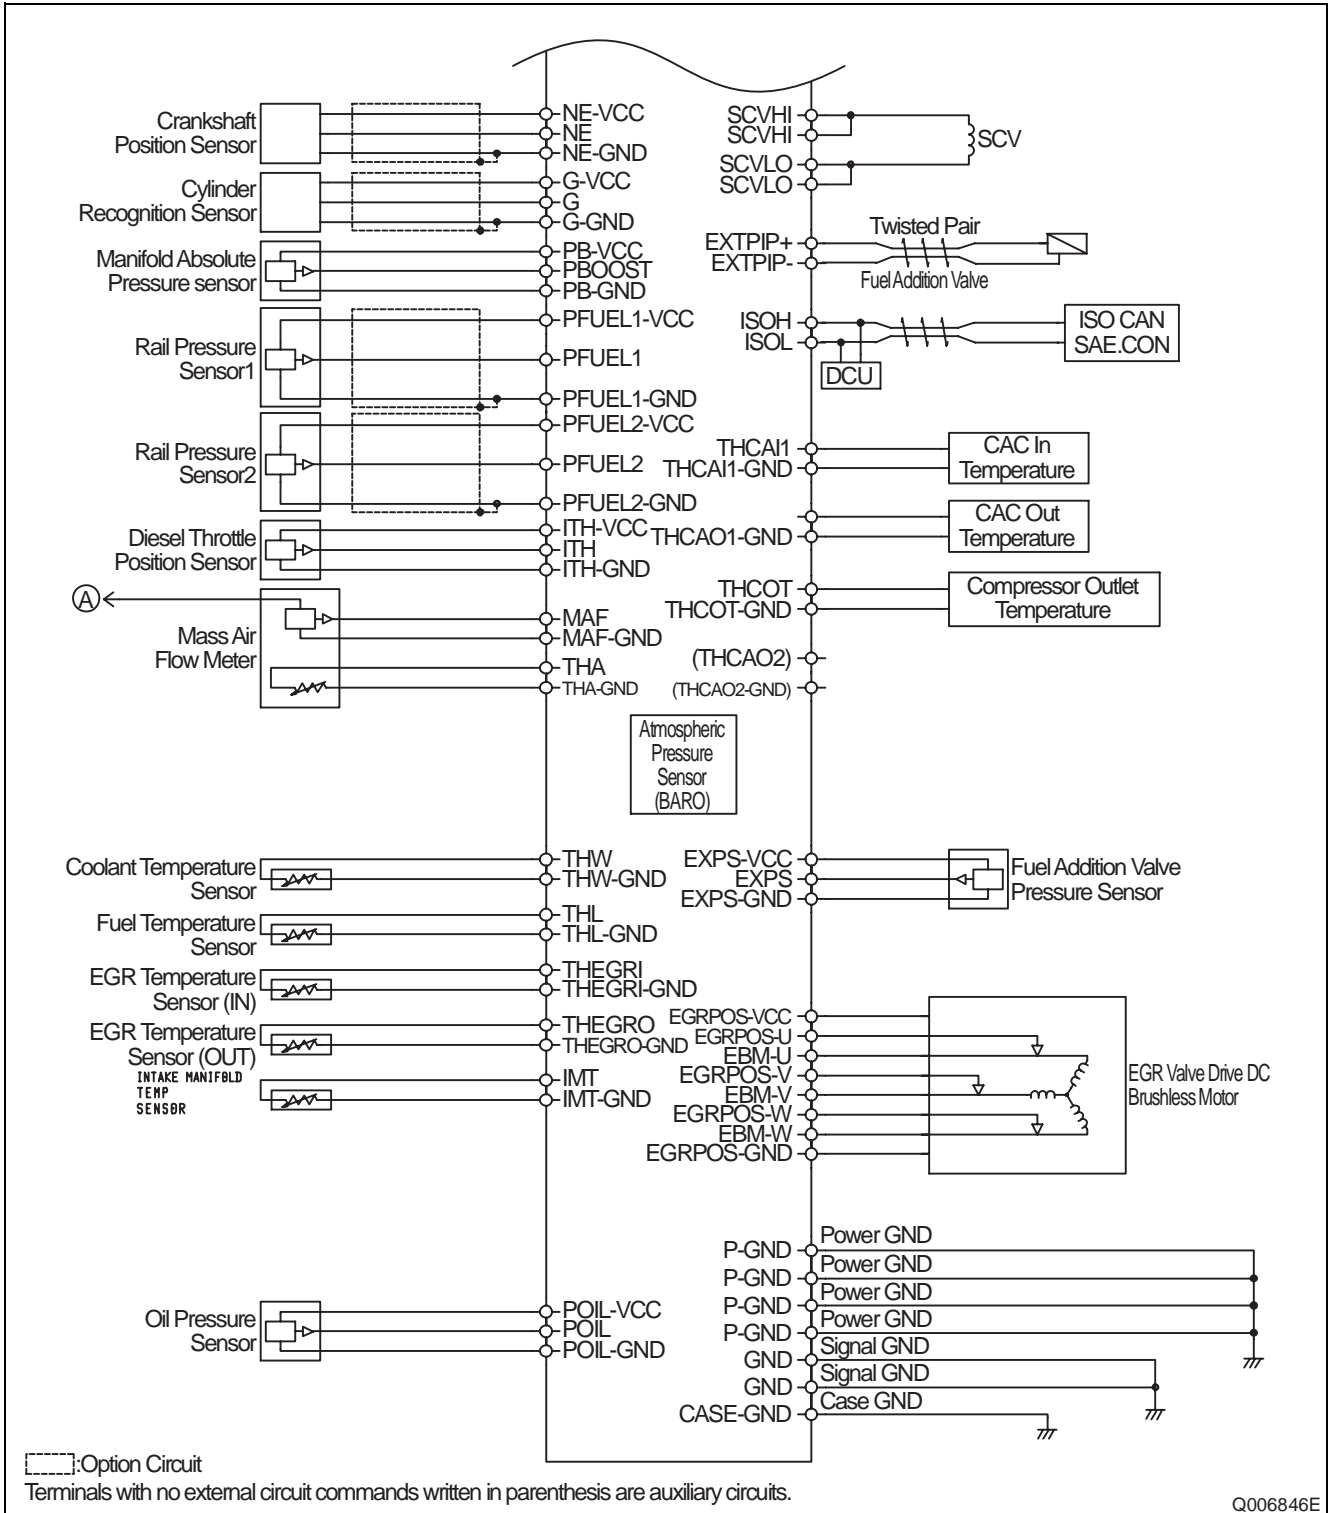 Crankshaft
Position Sensor
NE-VCC
NE
NE-GND
Cylinder
Recognition Sensor
G-VCC
G
G-GND
Manifold Absolute
Pressure sensor
PB-VCC
PBOOST
PB-GND
Rail Pressure
Sensor1
PFUEL1-VCC
PFUEL1
PFUEL1-GND
Rail Pressure
Sensor2
PFUEL2-VCC
PFUEL2
PFUEL2-GND
Diesel Throttle
Position Sensor
ITH-VCC
ITH
ITH-GND
A
Mass Air
Flow Meter
MAF
MAF-GND
THA
THA-GND
SCVHI
SCVHI
SCVLO
SCVLO
SCV
EXTPIP+
EXTPIP-
Twisted Pair
Fuel Addition Valve
ISOH
ISOL
DCU
ISO CAN
SAE.CON
THCAI1
THCAI1-GND
CAC In
Temperature
THCAO1-GND
CAC Out
Temperature
THCOT
THCOT-GND
Compressor Outlet
Temperature
(THCAO2)
(THCAO2-GND)
Atmospheric
Pressure
Sensor
(BARO)
Coolant Temperature
Sensor
THW
THW-GND
Fuel Temperature
Sensor
THL
THL-GND
EGR Temperature
Sensor (IN)
THEGRI
THEGRI-GND
EGR Temperature
Sensor (OUT)
THEGRO
THEGRO-GND
INTAKE MANIFOLD
TEMP
SENSOR
IMT
IMT-GND
EXPS-VCC
EXPS
EXPS-GND
Fuel Addition Valve
Pressure Sensor
EGRPOS-VCC
EGRPOS-U
EBM-U
EGRPOS-V
EBM-V
EGRPOS-W
EBM-W
EGRPOS-GND
EGR Valve Drive DC
Brushless Motor
Oil Pressure
Sensor
POIL-VCC
POIL
POIL-GND
P-GND Power GND
P-GND Power GND
P-GND Power GND
P-GND Power GND
GND Signal GND
GND Signal GND
CASE-GND Case GND
:Option Circuit
Terminals with no external circuit commands written in parenthesis are auxiliary circuits.
Q006846E